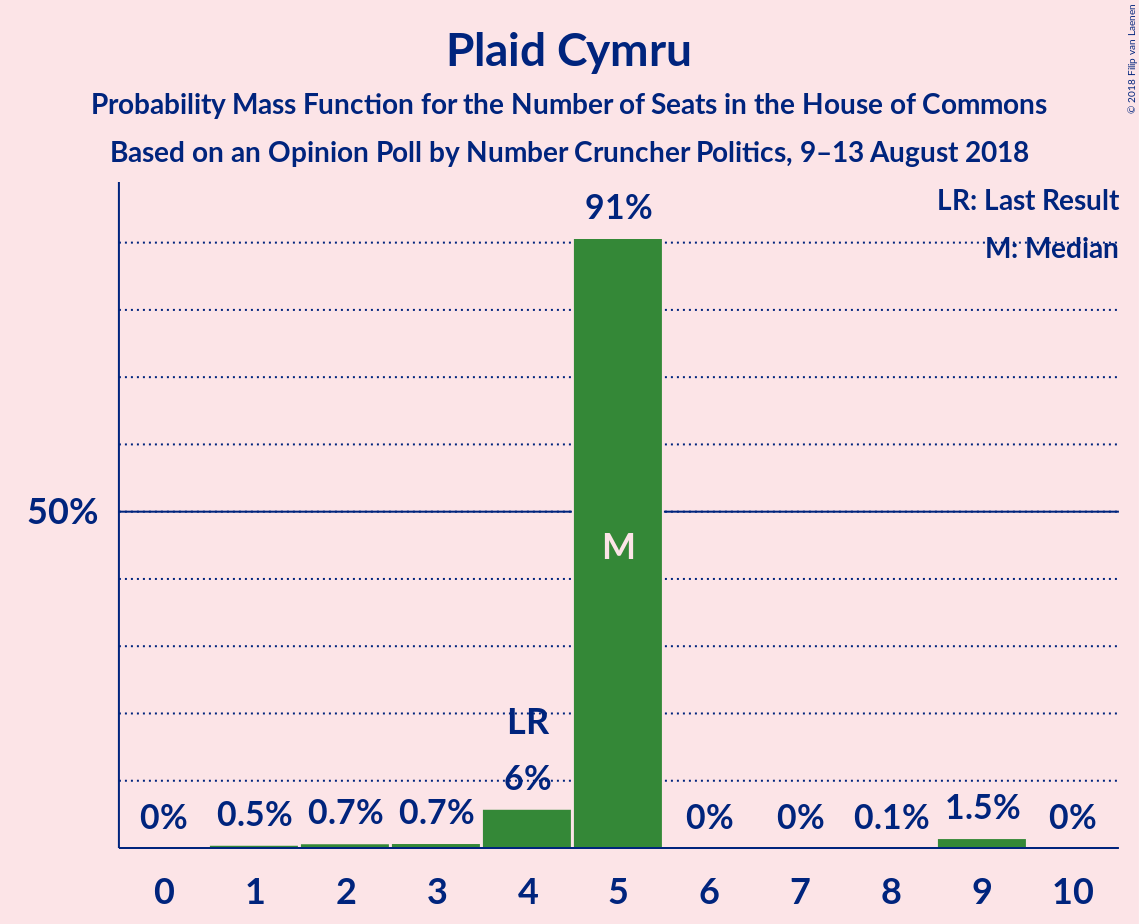 Plaid Cymru
Probability Mass Function for the Number of Seats in the House of Commons
Based on an Opinion Poll by Number Cruncher Politics, 9–13 August 2018
© 2018 Filip van Laenen
LR: Last Result
M: Median
91%
50%
M
LR
6%
0%
0.5%
0.7%
0.7%
0%
0%
0.1%
1.5%
0%
0 1 2 3 4 5 6 7 8 9 10